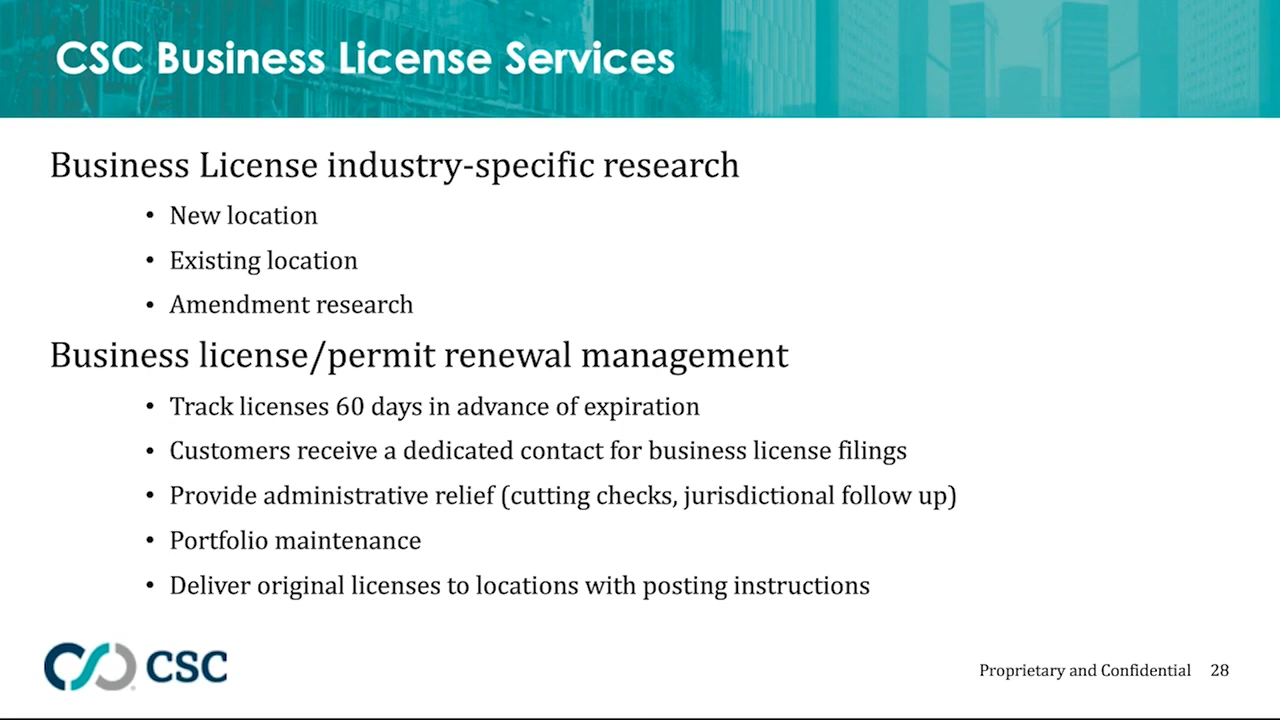 CSC Business License Services
Business License industry-specific research
• New location
• Existing location
• Amendment research
Business license/permit renewal management
• Track licenses 60 days in advance of expiration
• Customers receive a dedicated contact for business license filings
• Provide administrative relief (cutting checks, jurisdictional follow up)
• Portfolio maintenance
• Deliver original licenses to locations with posting instructions
CSC
Proprietary and Confidential 28